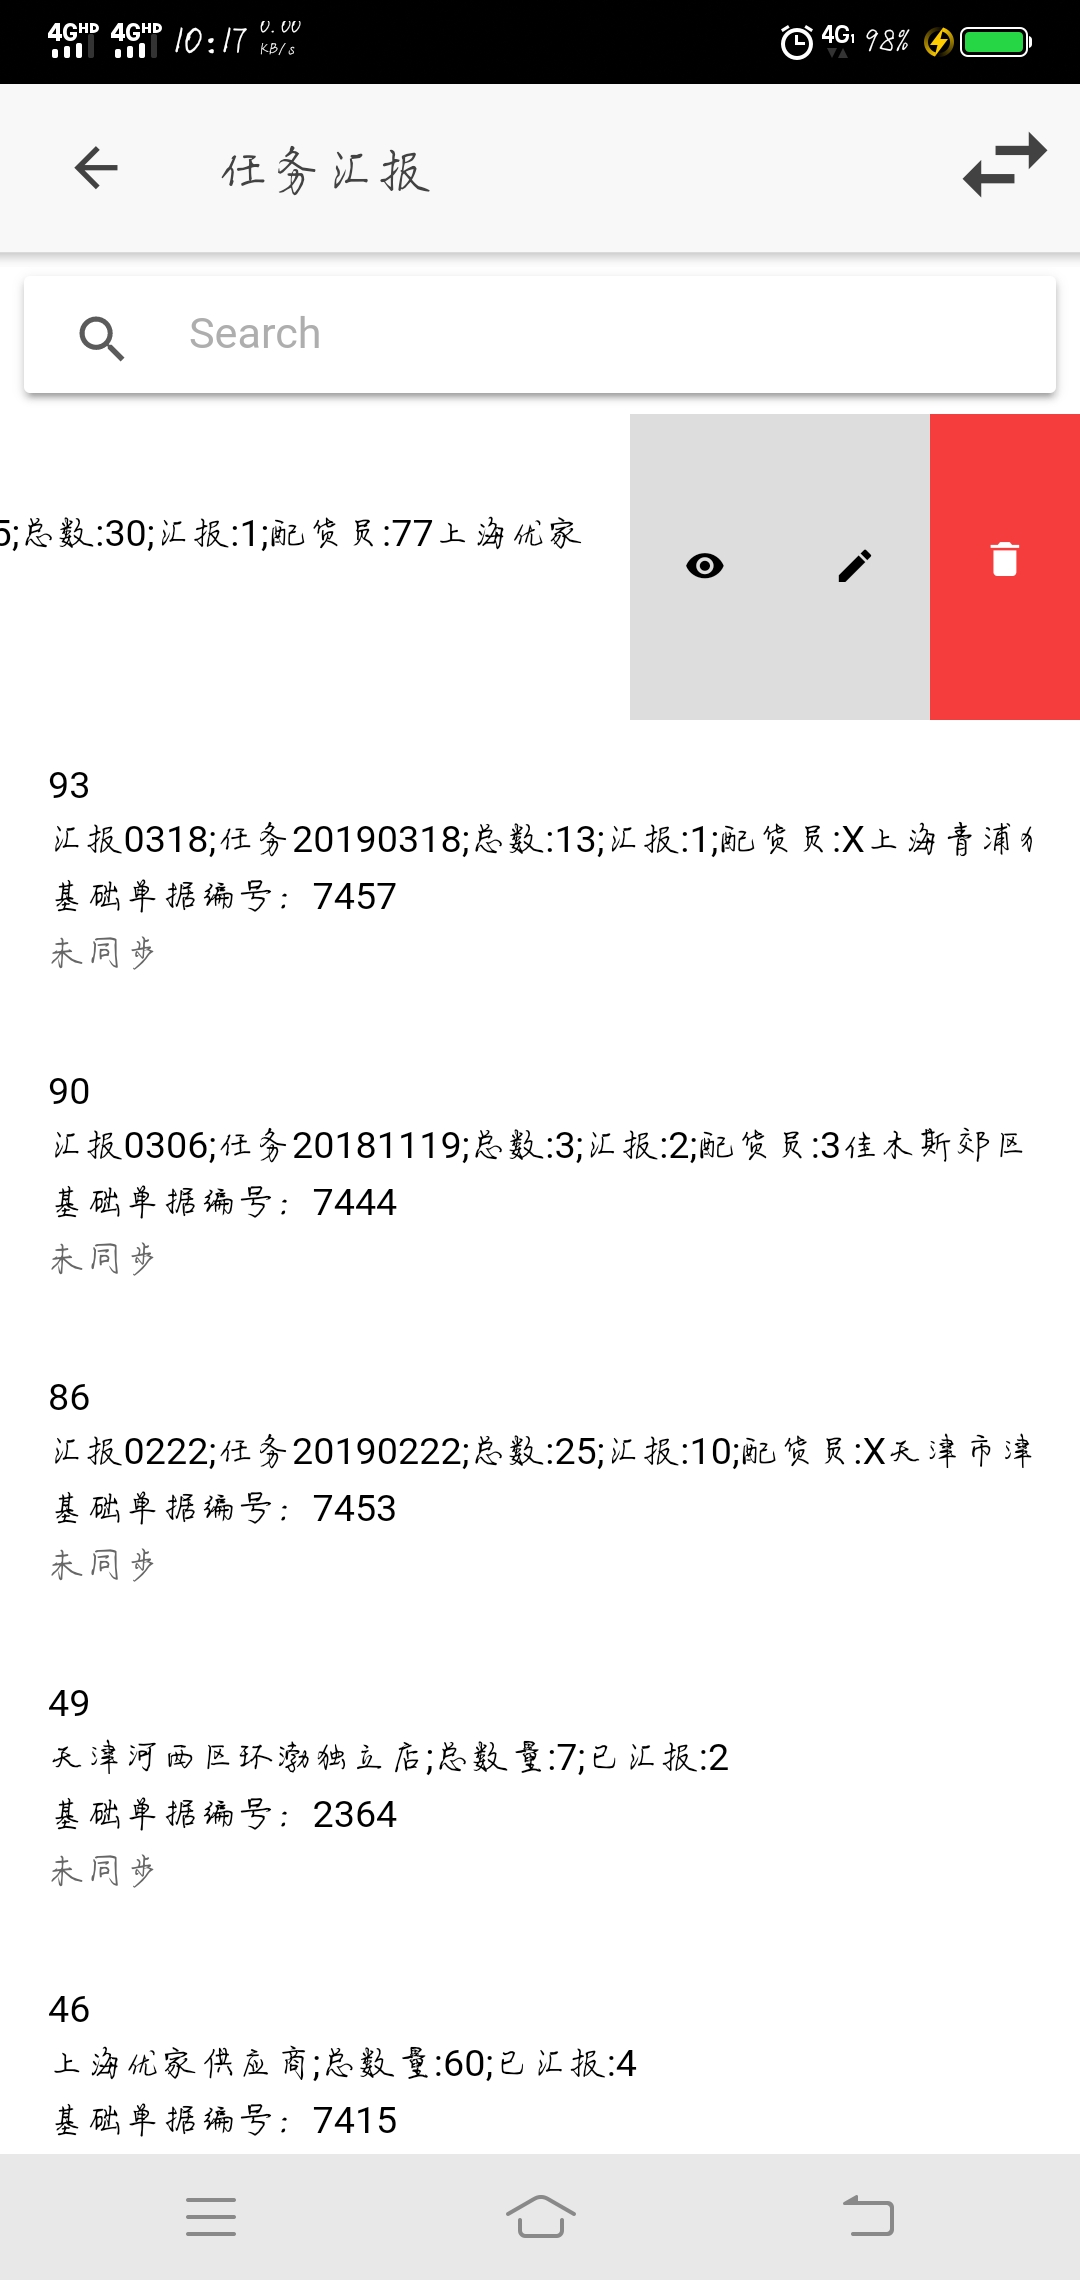 4GHD 4GHD 10:17 0.00 KB/s 4G1 98%
任务汇报
Search
5;总数:30;汇报:1;配货员:77上海优家
93
汇报0318;任务20190318;总数:13;汇报:1;配货员:X上海青浦
基础单据编号：7457
未同步
90
汇报0306;任务20181119;总数:3;汇报:2;配货员:3佳木斯郊区
基础单据编号：7444
未同步
86
汇报0222;任务20190222;总数:25;汇报:10;配货员:X天津市津
基础单据编号：7453
未同步
49
天津河西区环渤独立店;总数量:7;已汇报:2
基础单据编号：2364
未同步
46
上海优家供应商;总数量:60;已汇报:4
基础单据编号：7415